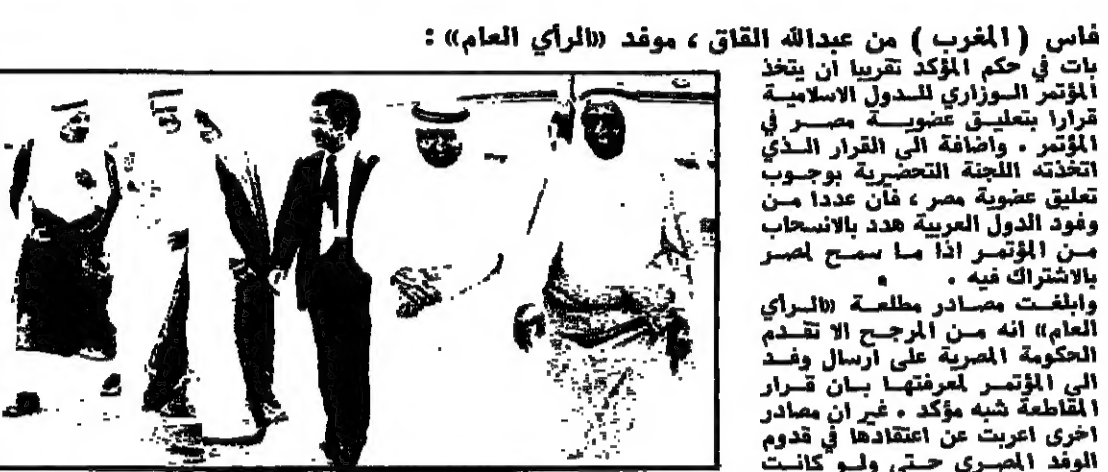 فاس ( المغرب ) من عبدالله القاق ، موفد «الرأي العام» :
بات في حكم المؤكد تقريبا ان يتخذ
المؤتمر الوزاري للدول الاسلامية
قرارا بتعليق عضوية مصر في
المؤتمر . واضافة الى القرار الذي
اتخذته اللجنة التحضيرية بوجوب
تعليق عضوية مصر ، فان عددا من
وفود الدول العربية هدد بالانسحاب
من المؤتمر اذا ما سمح لمصر
بالاشتراك فيه .
وابلغت مصادر مطلعة «الرأي
العام» انه من المرجح الا تقدم
الحكومة المصرية على ارسال وفد
الى المؤتمر لمعرفتها بان قرار
المقاطعة شبه مؤكد . غير ان مصادر
اخرى اعربت عن اعتقادها في قدوم
الوفد المصري حتى ولو كانت